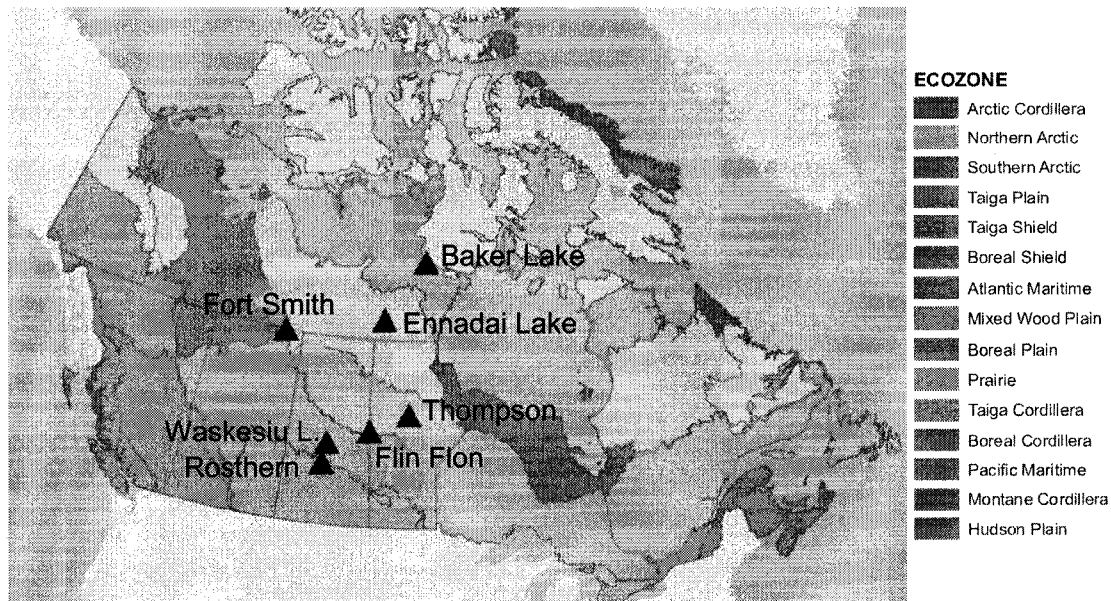 Baker Lake
Fort Smith
Ennadai Lake
Thompson
Waskesiu L.
Flin Flon
Rosthern
ECOZONE
Arctic Cordillera
Northern Arctic
Southern Arctic
Taiga Plain
Taiga Shield
Boreal Shield
Atlantic Maritime
Mixed Wood Plain
Boreal Plain
Prairie
Taiga Cordillera
Boreal Cordillera
Pacific Maritime
Montane Cordillera
Hudson Plain